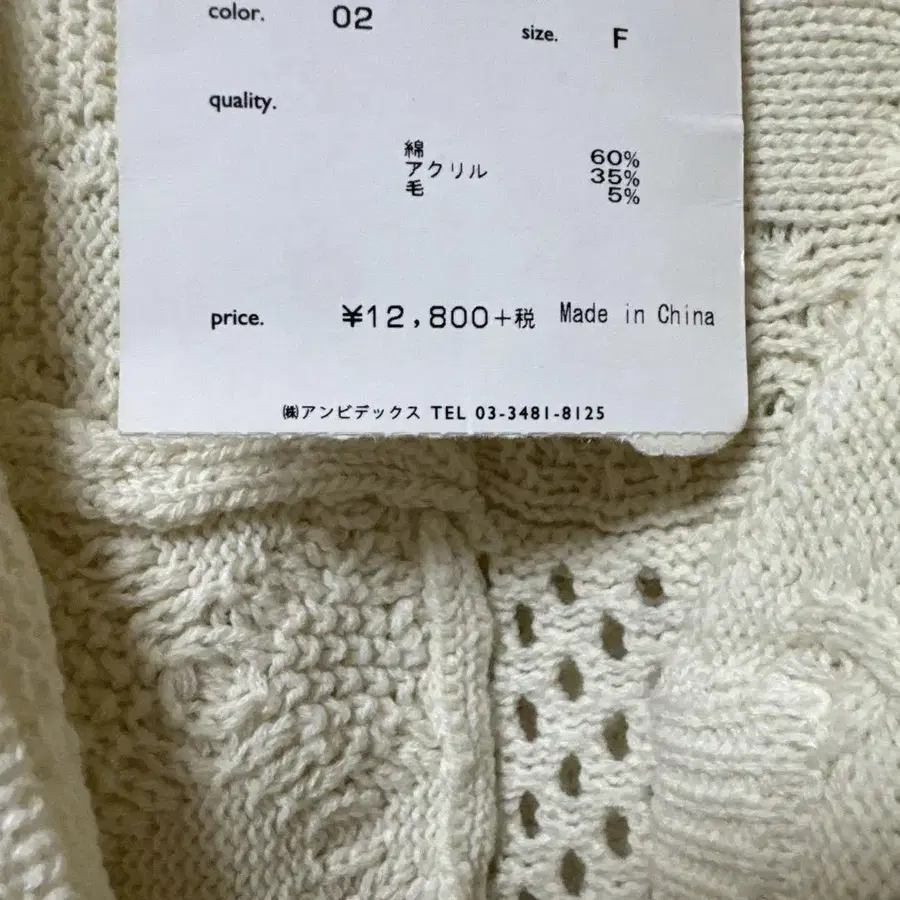 color. 02 size. F
quality.
綿 60%
アクリル 35%
毛 5%
price. ¥12,800+税 Made in China
㈱アンビデックス TEL 03-3481-8125